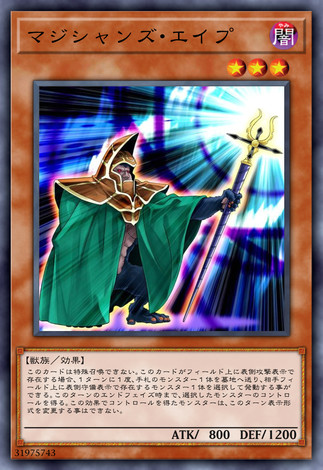 マジシャンズ・エイプ
やみ
闇
【獣族／効果】
このカードは特殊召喚できない。このカードがフィールド上に表側攻撃表示で
存在する場合、１ターンに１度、手札のモンスター１体を墓地へ送り、相手フィ
ールド上に表側守備表示で存在するモンスター１体を選択して発動する事が
できる。このターンのエンドフェイズ時まで、選択したモンスターのコントロー
ルを得る。この効果でコントロールを得たモンスターは、このターン表示形
式を変更する事はできない。
ATK/ 800 DEF/1200
31975743